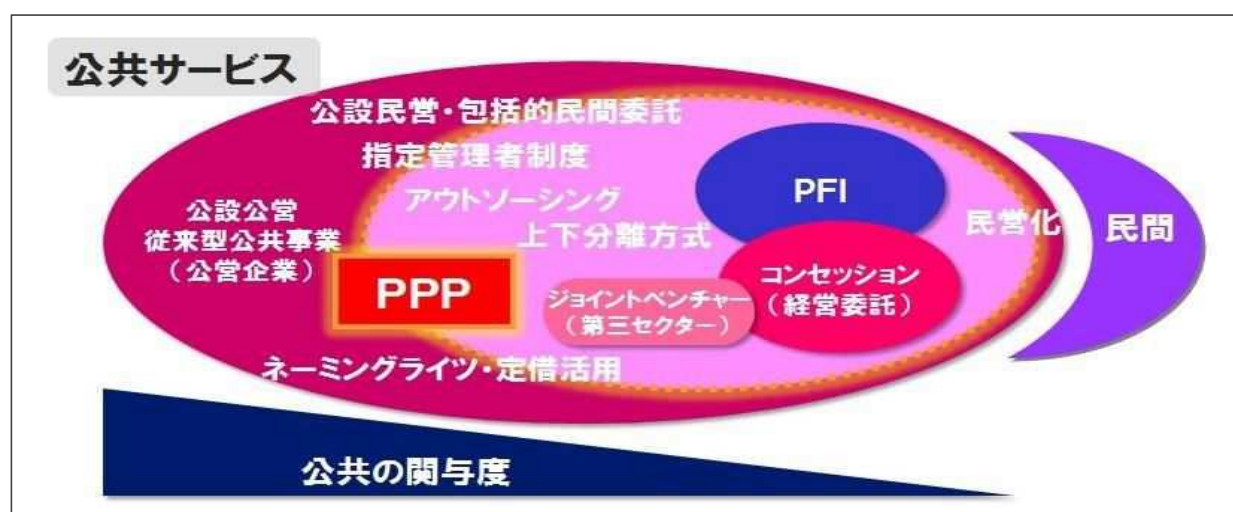 公共サービス
公設民営・包括的民間委託
指定管理者制度
アウトソーシング
上下分離方式
公設公営
従来型公共事業
（公営企業）
PPP
PFI
コンセッション
（経営委託）
ジョイントベンチャー
（第三セクター）
民営化
民間
ネーミングライツ・定借活用
公共の関与度